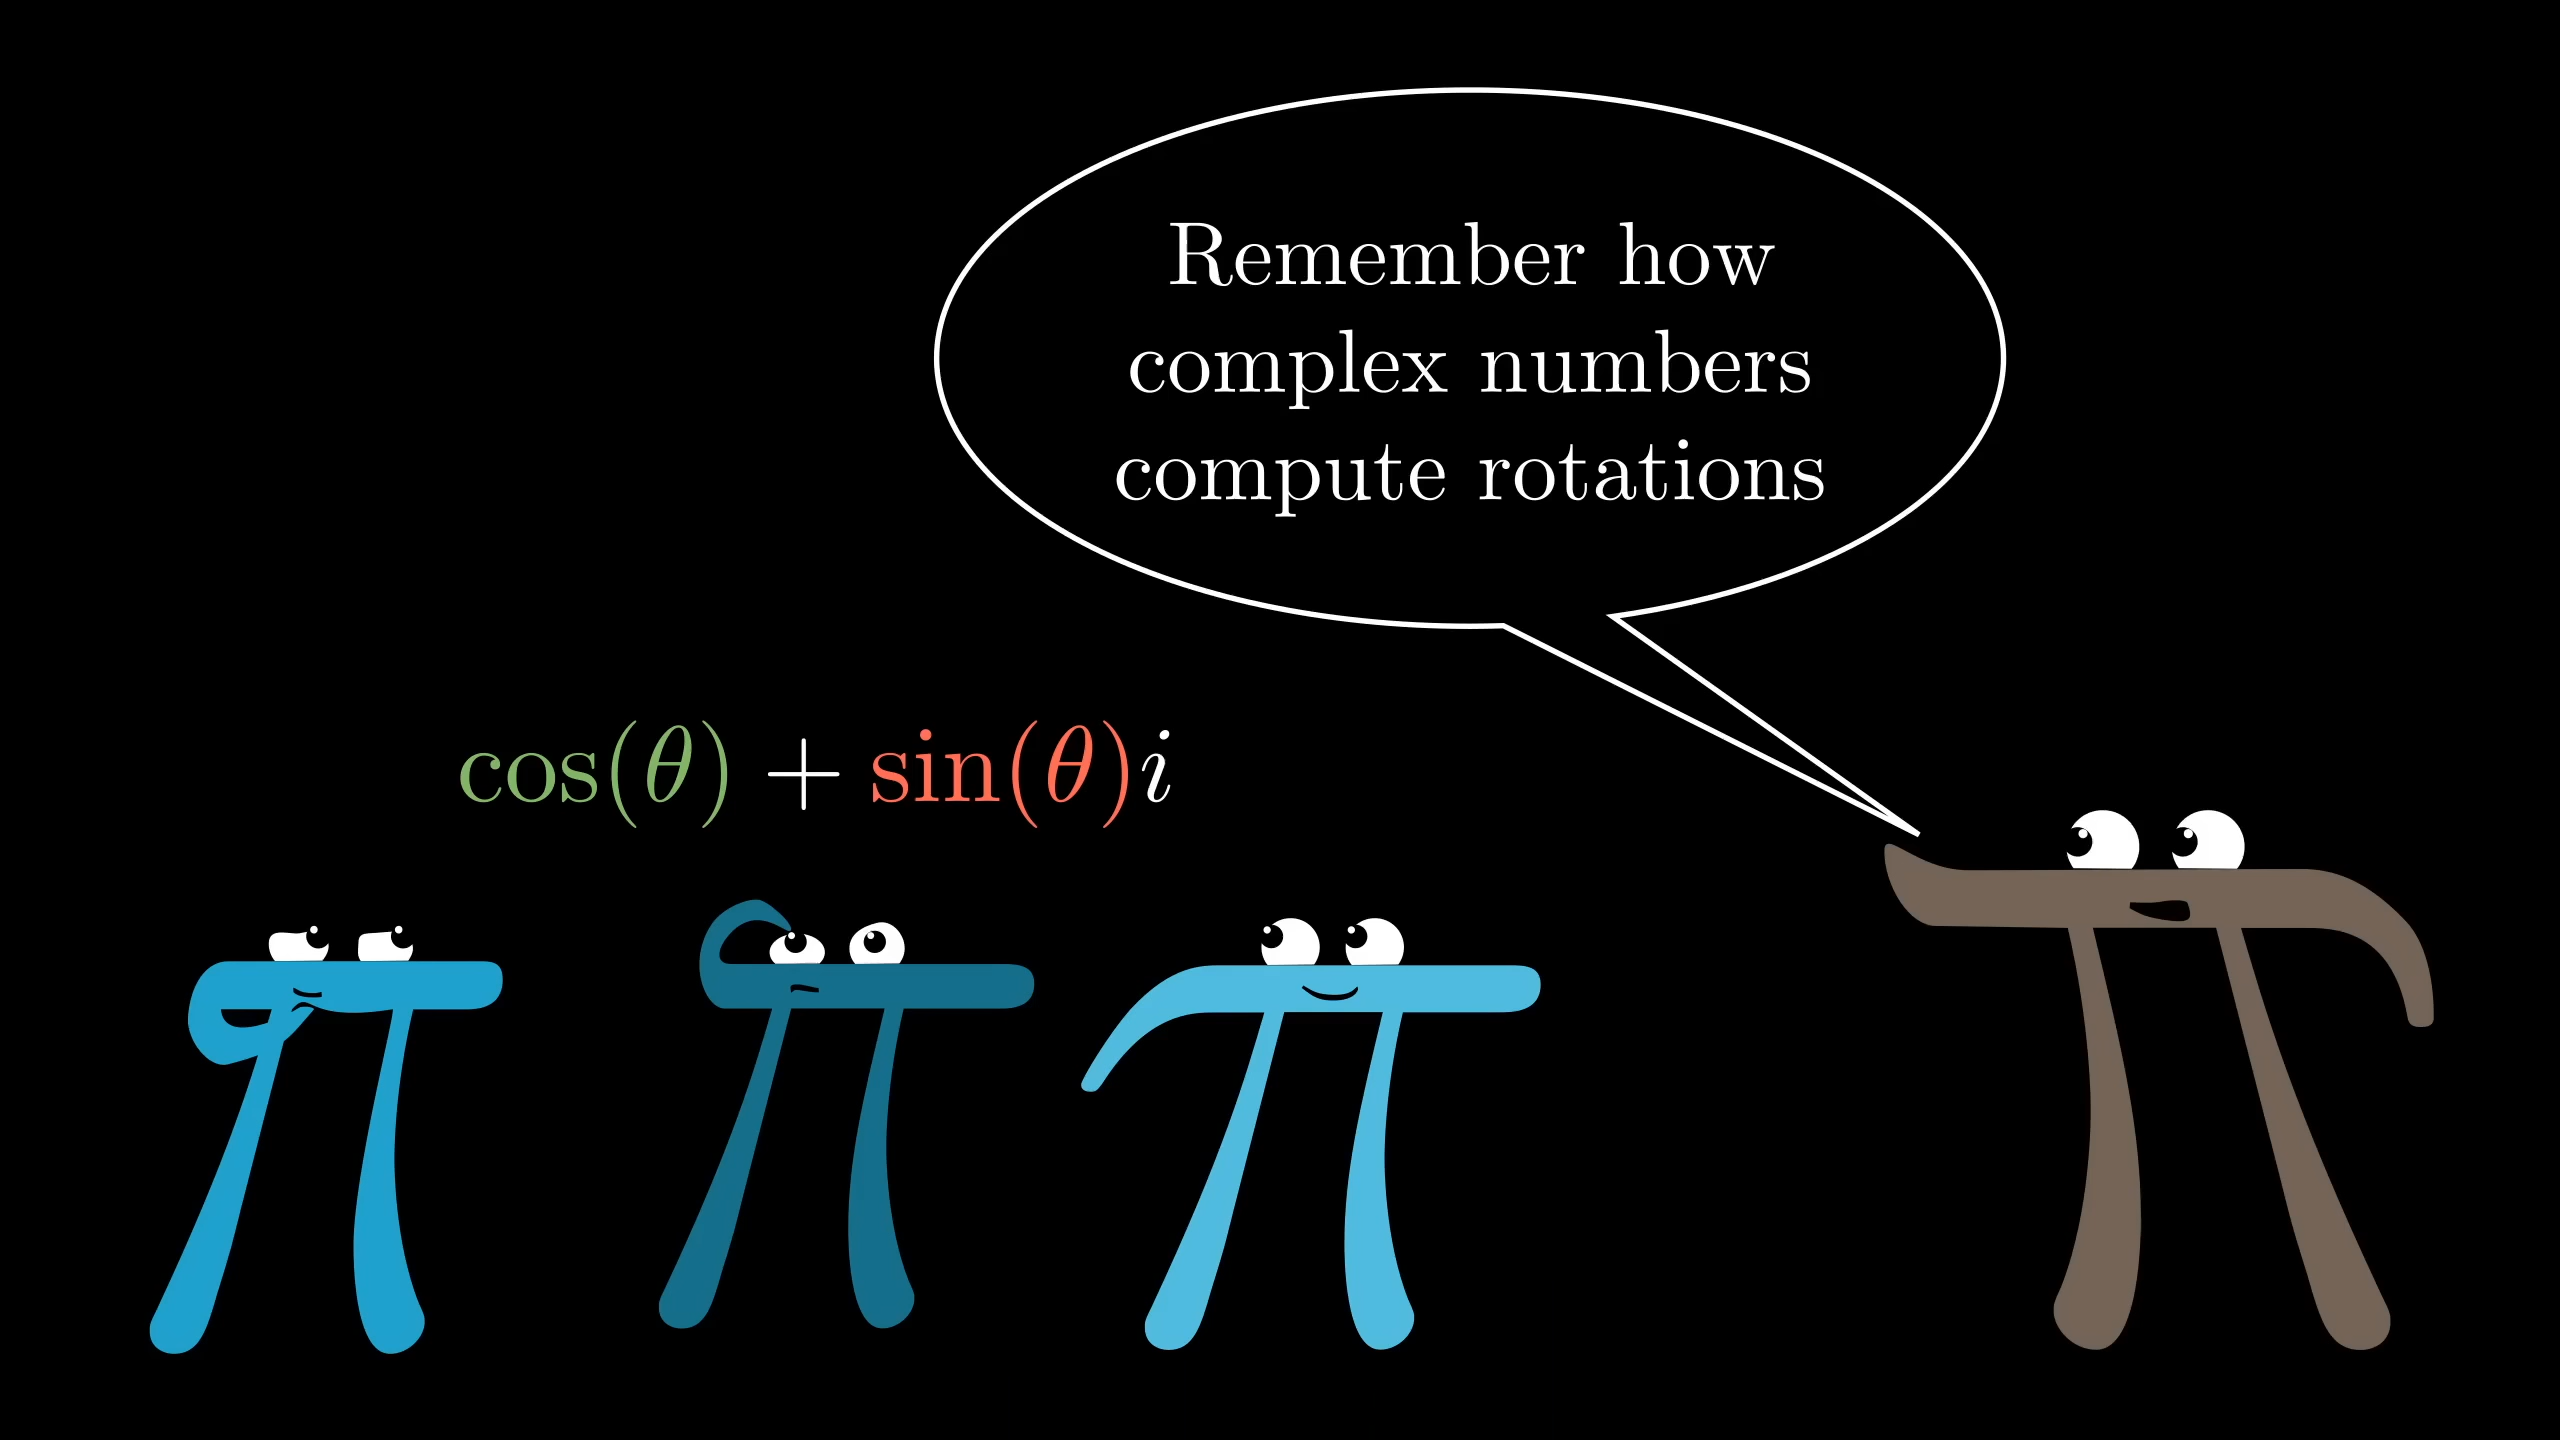 Remember how
complex numbers
compute rotations
cos(θ) + sin(θ)i